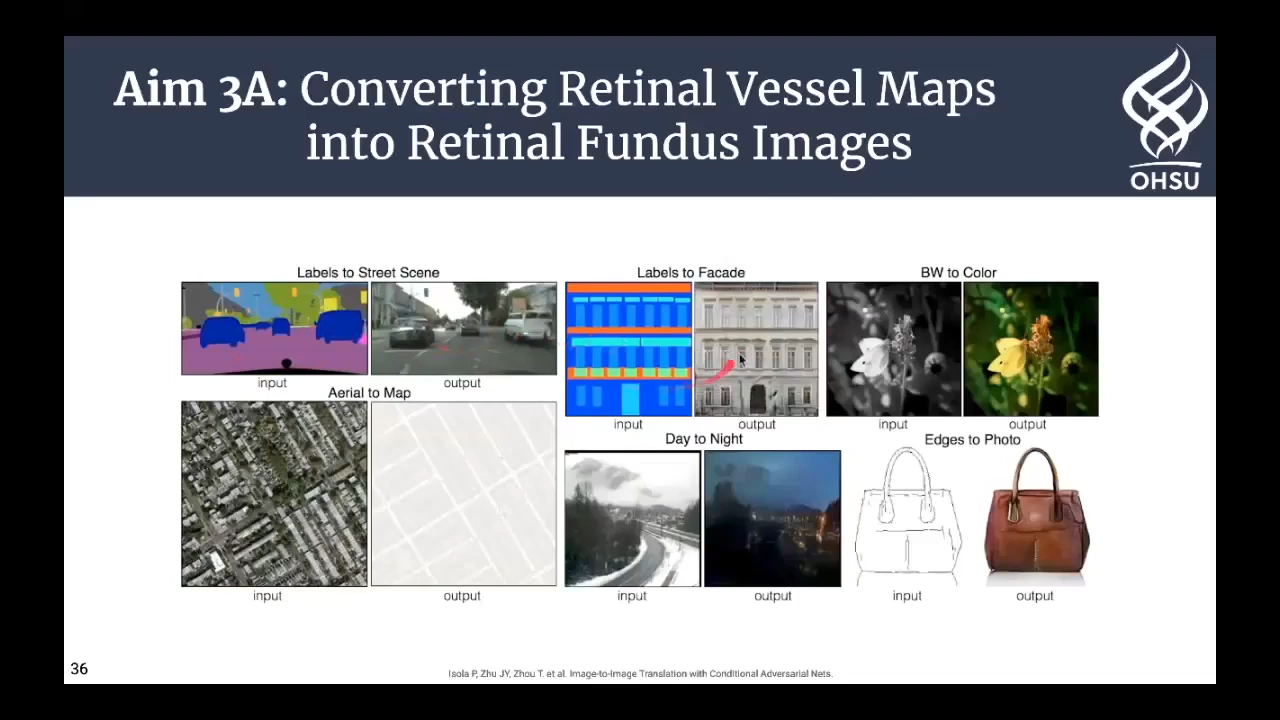 Aim 3A: Converting Retinal Vessel Maps
into Retinal Fundus Images
OHSU
Labels to Street Scene
input
output
Aerial to Map
input
output
Labels to Facade
input
output
BW to Color
input
output
Day to Night
input
output
Edges to Photo
input
output
36
Isola P, Zhu JY, Zhou T. et al. Image-to-Image Translation with Conditional Adversarial Nets.